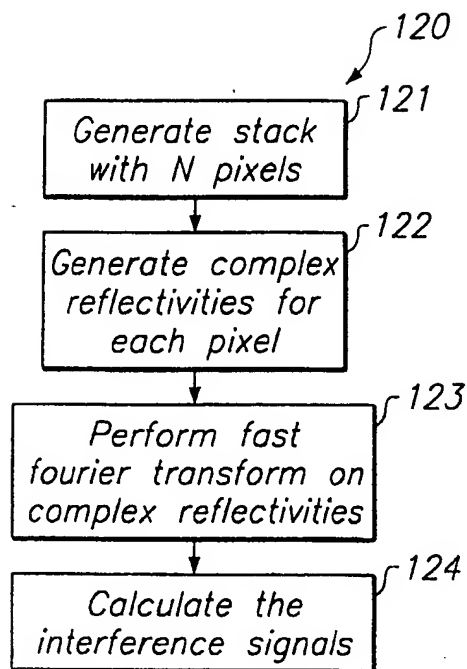 120
121
Generate stack
with N pixels
122
Generate complex
reflectivities for
each pixel
123
Perform fast
fourier transform on
complex reflectivities
124
Calculate the
interference signals